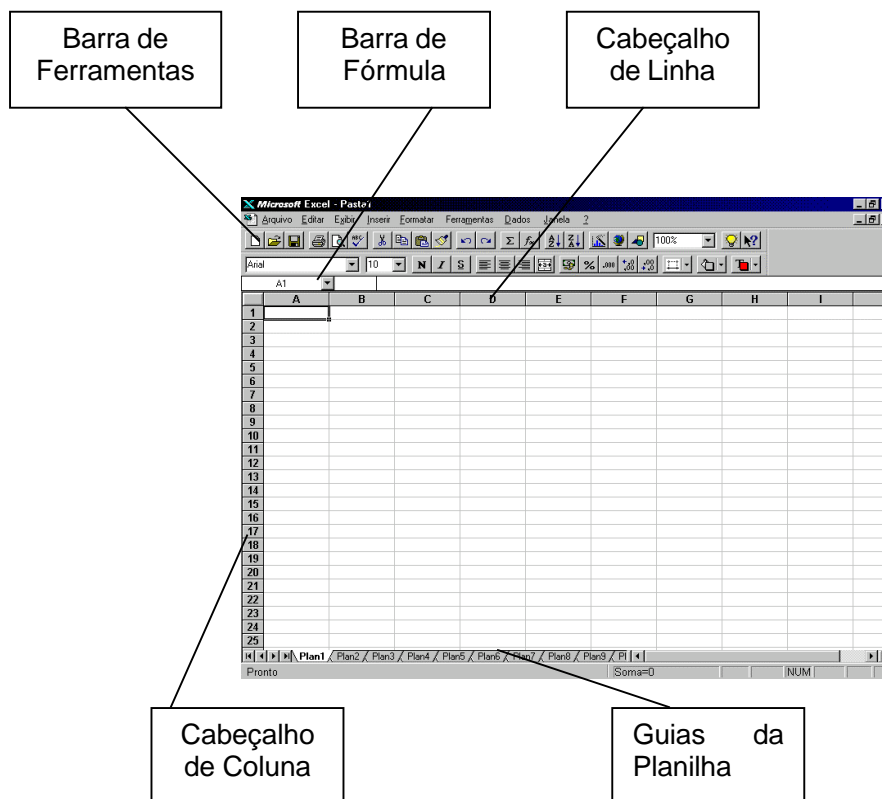 Barra de
Ferramentas
Barra de
Fórmula
Cabeçalho
de Linha
Microsoft Excel - Pasta1
Arquivo Editar Exibir Inserir Formatar Ferramentas Dados Janela ?
100%
Arial 10 N I S % ,000
A1
A B C D E F G H I
1
2
3
4
5
6
7
8
9
10
11
12
13
14
15
16
17
18
19
20
21
22
23
24
25
Plan1 Plan2 Plan3 Plan4 Plan5 Plan6 Plan7 Plan8 Plan9 Pl
Pronto Soma=0 NUM
Cabeçalho
de Coluna
Guias da
Planilha